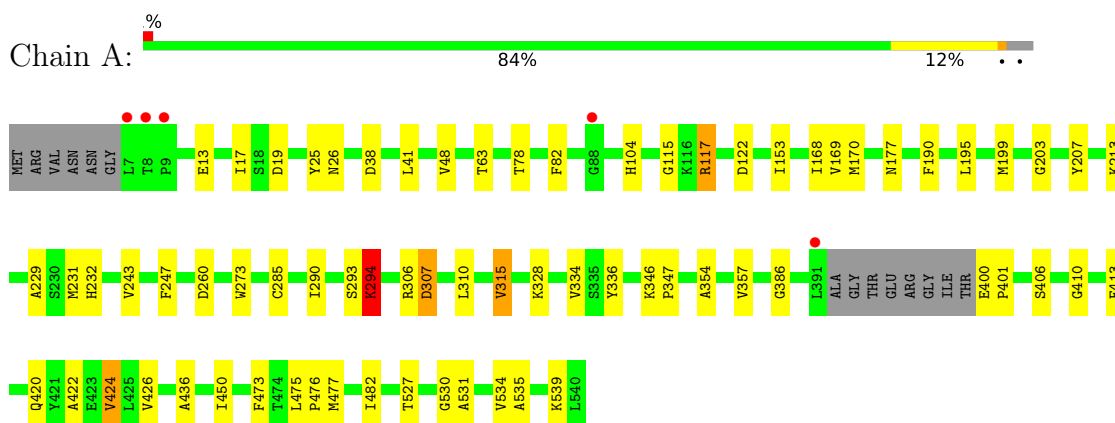 .%
Chain A:
84% 12% • •
MET ARG VAL ASN ASN GLY L7 T8 P9 E13 I17 S18 D19 Y25 N26 D38 L41 V48 T63 T78 F82 G88 H104 G115 K116 R117 D122 I153 I168 V169 M170 N177 F190 L195 M199 G203 Y207 K213
A229 S230 M231 H232 V243 F247 D260 W273 C285 I290 S293 K294 R306 D307 L310 V315 K328 V334 S335 Y336 K346 P347 A354 V357 G386 L391 ALA GLY THR GLU ARG GLY ILE THR E400 P401 S406 G410
Q420 Y421 A422 E423 V424 L425 V426 A436 I450 F473 T474 L475 P476 M477 I482 T527 G530 A531 V534 A535 K539 L540